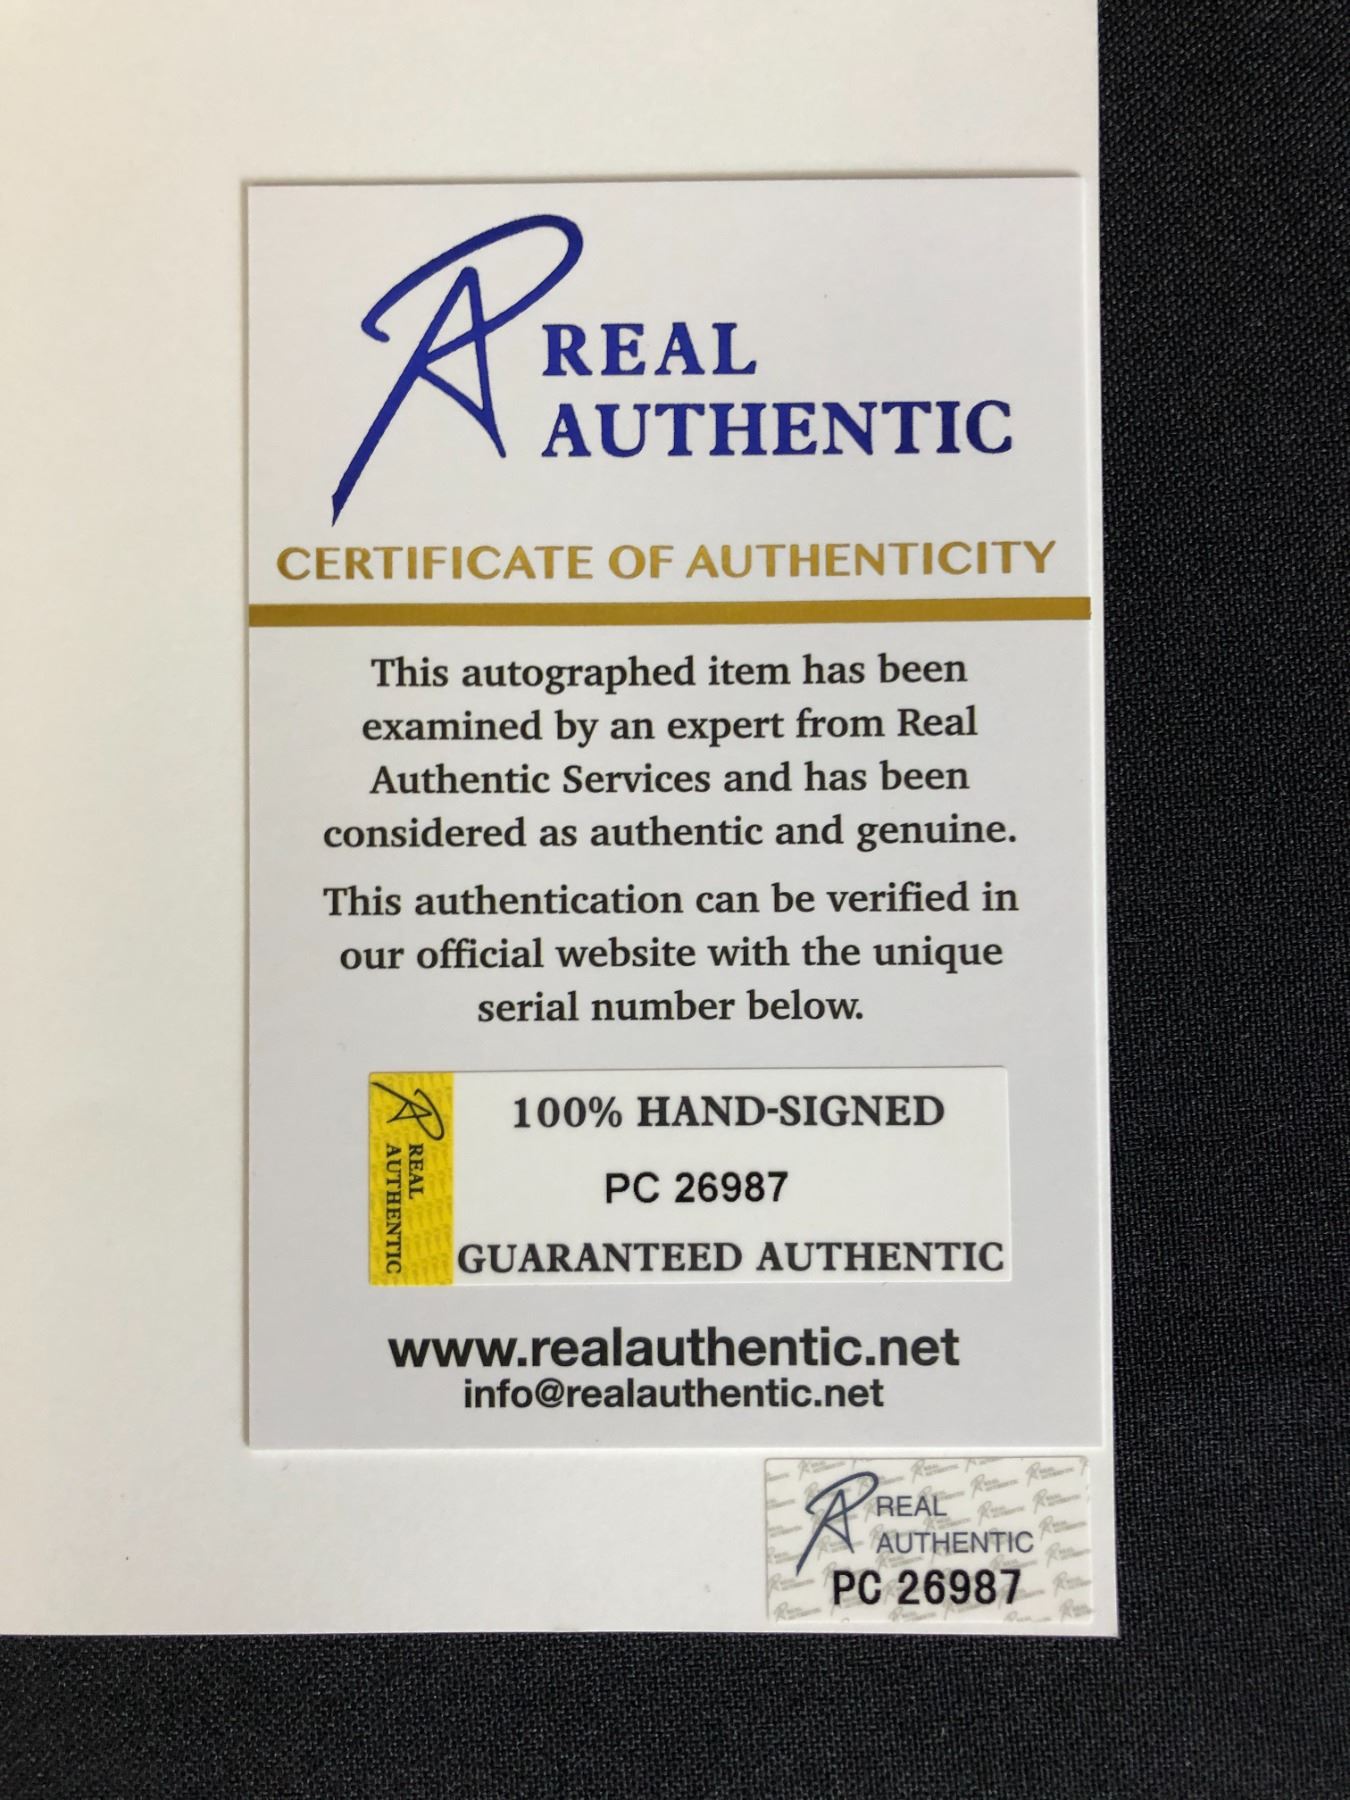 REAL
AUTHENTIC
CERTIFICATE OF AUTHENTICITY
This autographed item has been
examined by an expert from Real
Authentic Services and has been
considered as authentic and genuine.
This authentication can be verified in
our official website with the unique
serial number below.
REAL
AUTHENTIC
100% HAND-SIGNED
PC 26987
GUARANTEED AUTHENTIC
www.realauthentic.net
info@realauthentic.net
REAL
AUTHENTIC
PC 26987